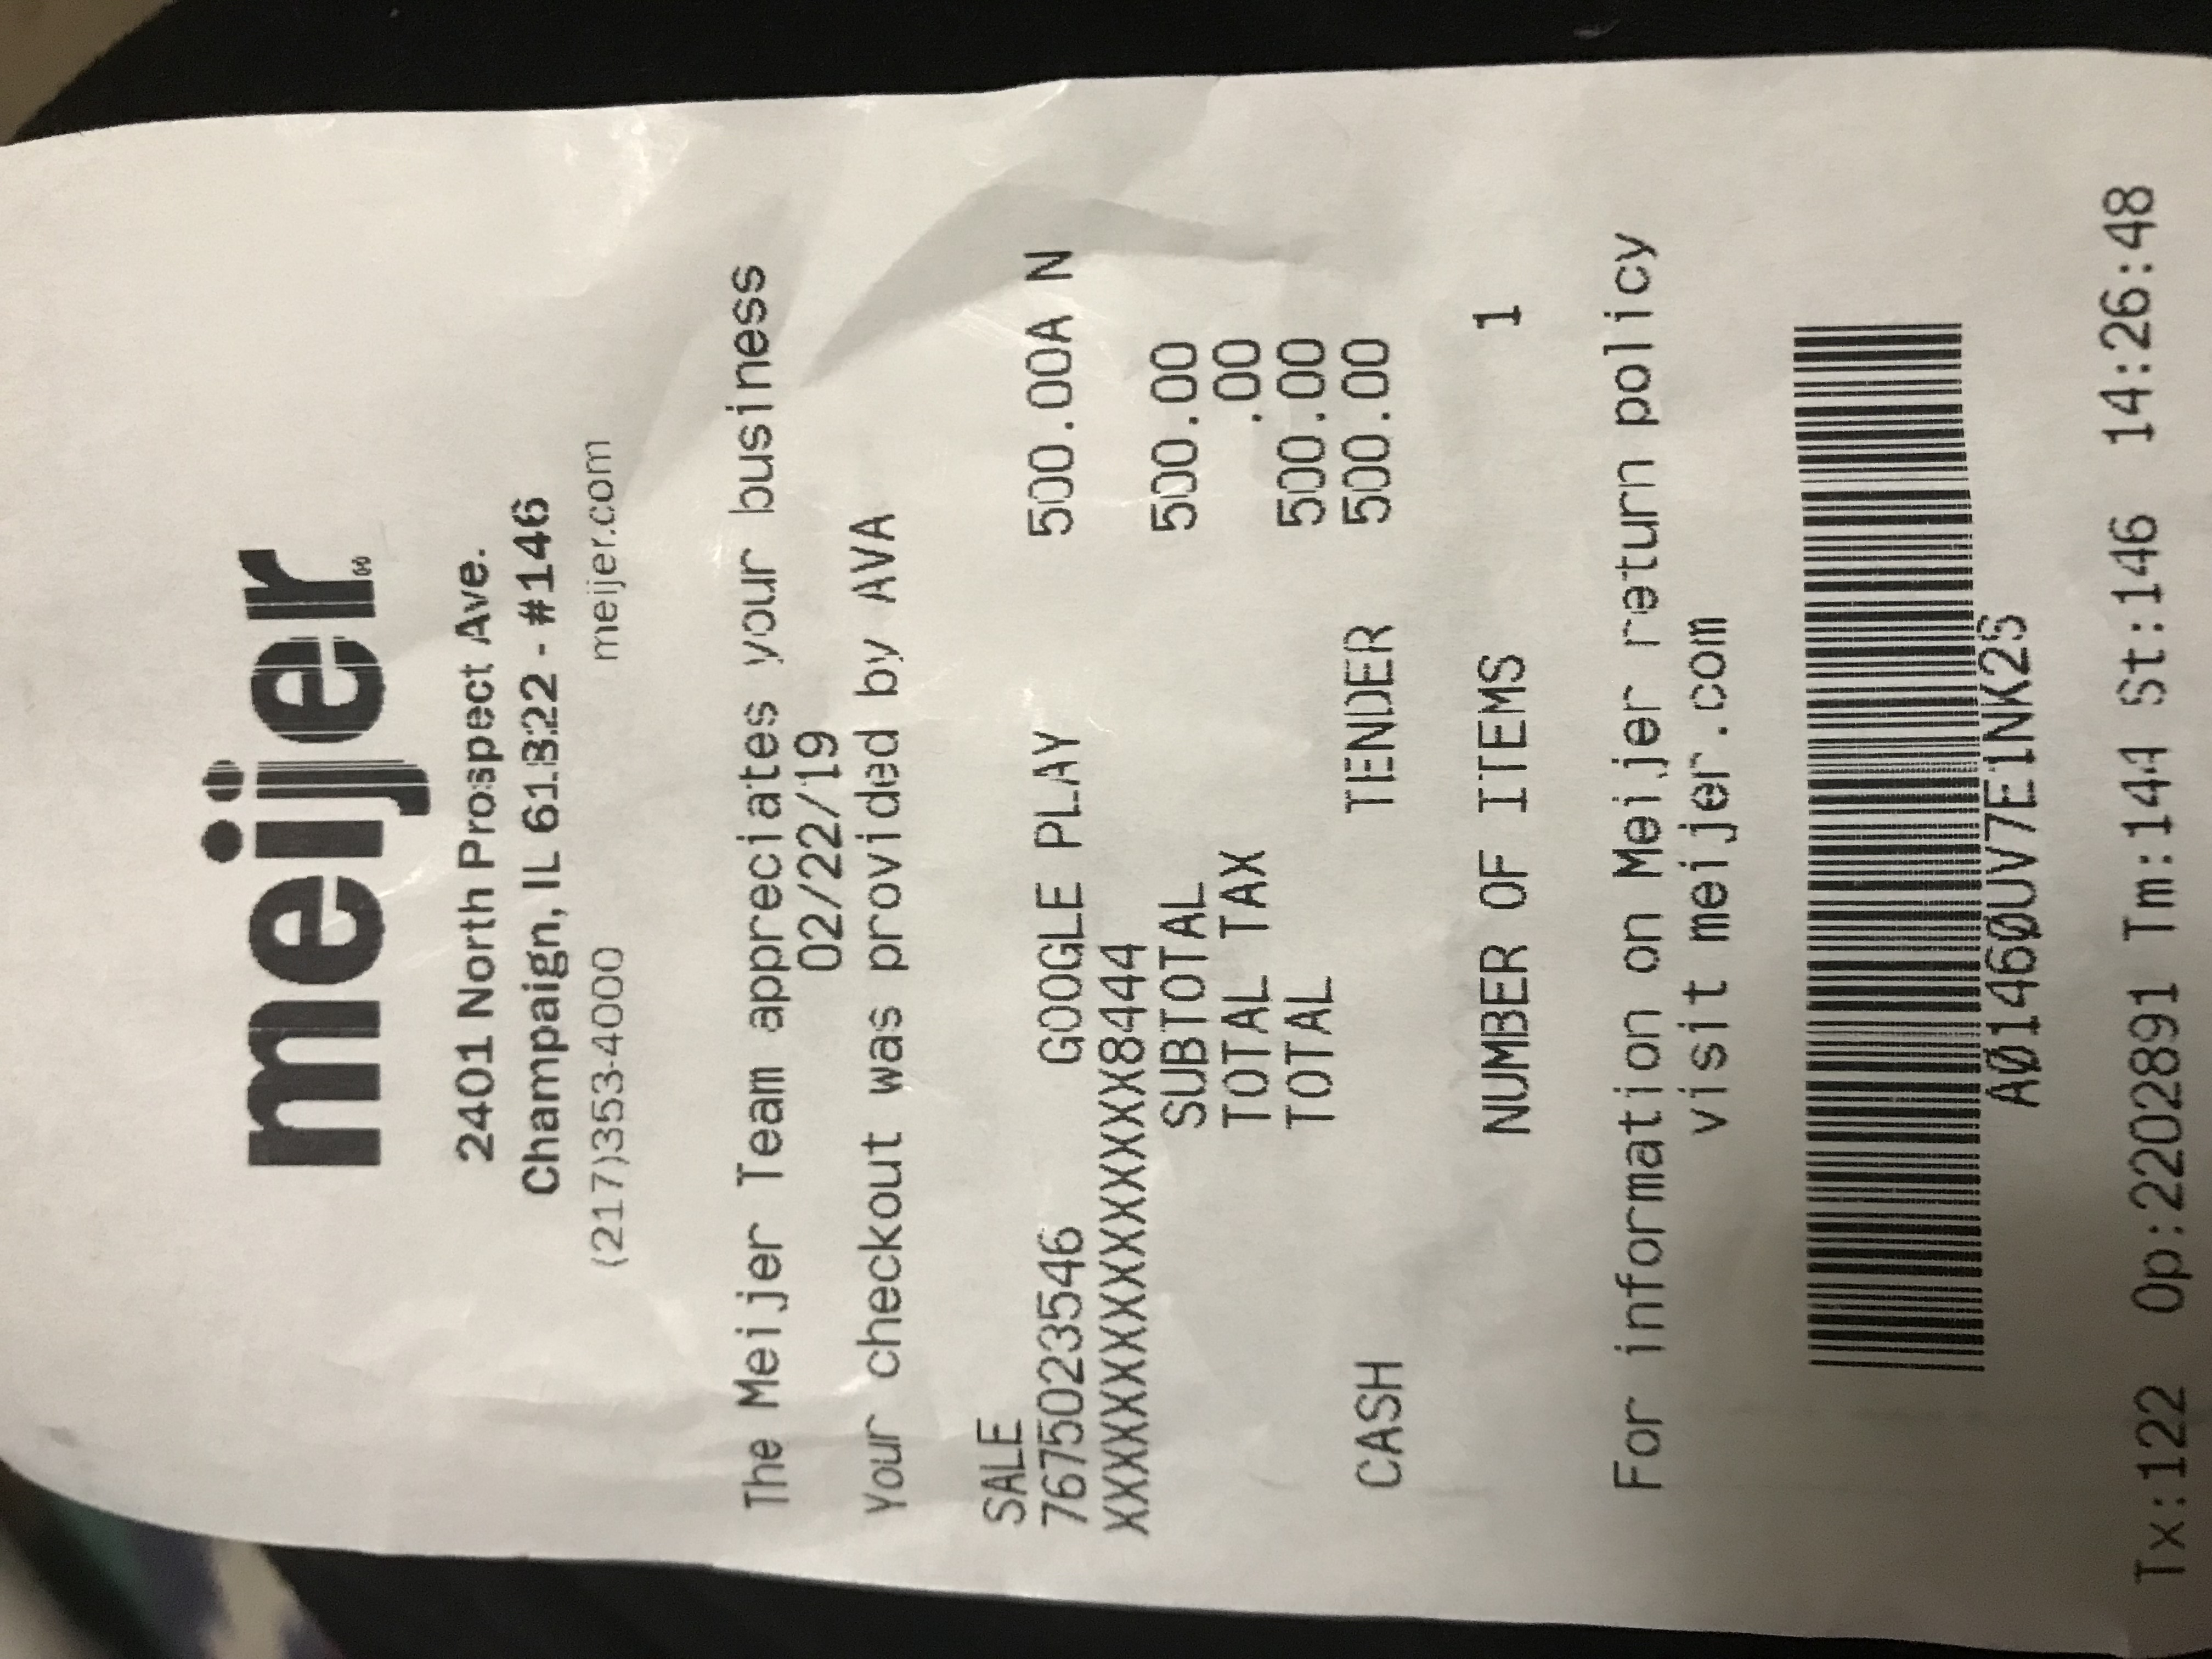 meijer
2401 North Prospect Ave.
Champaign, IL 61822 - #146
(217)353-4000 meijer.com
The Meijer Team appreciates your business
02/22/19
Your checkout was provided by AVA
SALE
7675023546 GOOGLE PLAY 500.00A N
XXXXXXXXXXXXXXX8444
SUBTOTAL 500.00
TOTAL TAX .00
TOTAL 500.00
CASH TENDER 500.00
NUMBER OF ITEMS 1
For information on Meijer return policy
visit meijer.com
AØ146ØUV7E1NK2S
Tx:122 Op:2202891 Tm:144 St:146 14:26:48